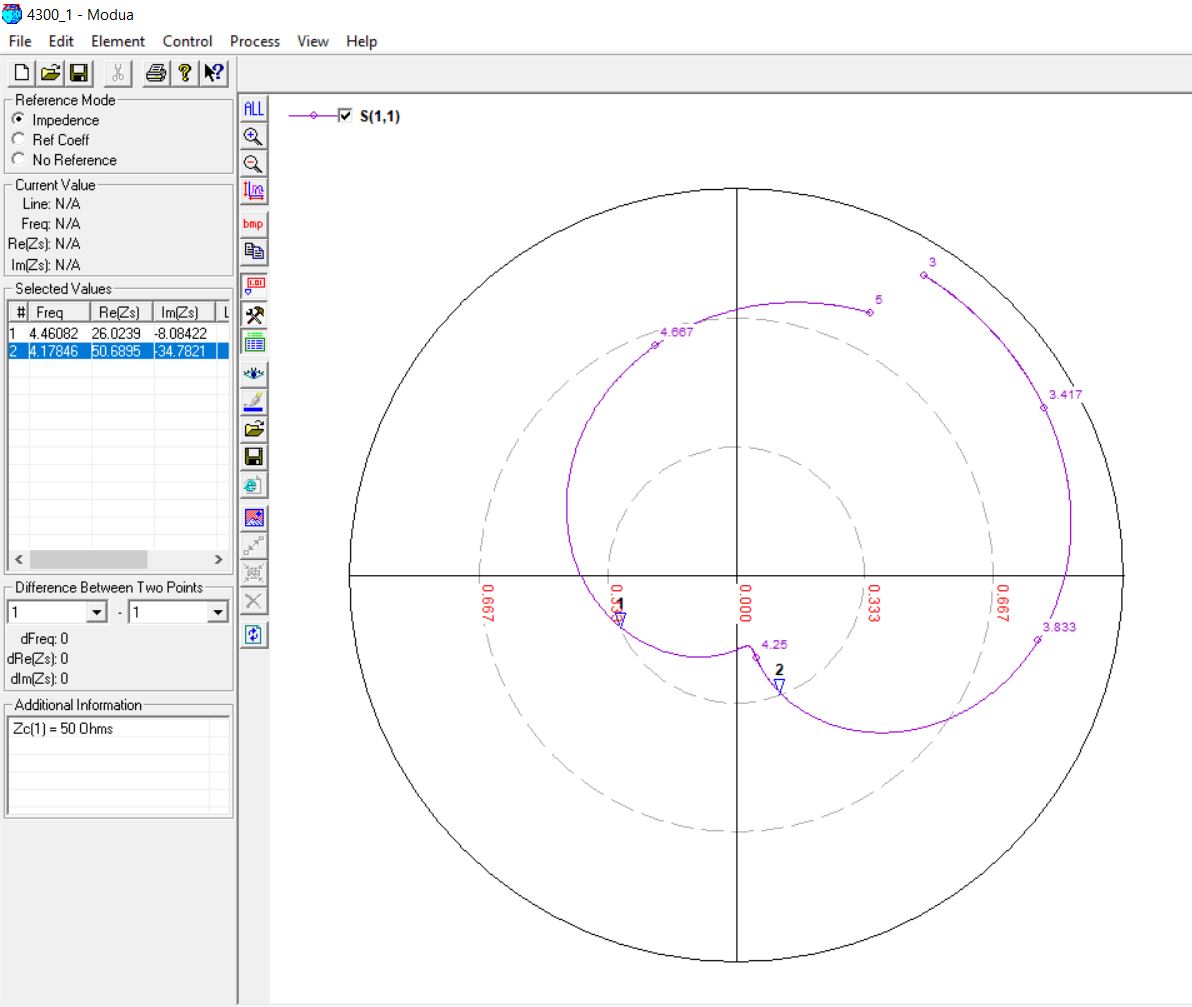 4300_1 - Modua
File Edit Element Control Process View Help
Reference Mode
Impedence
Ref Coeff
No Reference
Current Value
Line: N/A
Freq: N/A
Re(Zs): N/A
Im(Zs): N/A
Selected Values
# Freq Re(Zs) Im(Zs) L
1 4.46082 26.0239 -8.08422
2 4.17846 50.6895 -34.7821
Difference Between Two Points
1 - 1
dFreq: 0
dRe(Zs): 0
dIm(Zs): 0
Additional Information
Zc(1) = 50 Ohms
ALL
bmp
1.01
S(1,1)
3
5
4.667
3.417
0.667
0.000
0.333
0.667
1
3.833
4.25
2